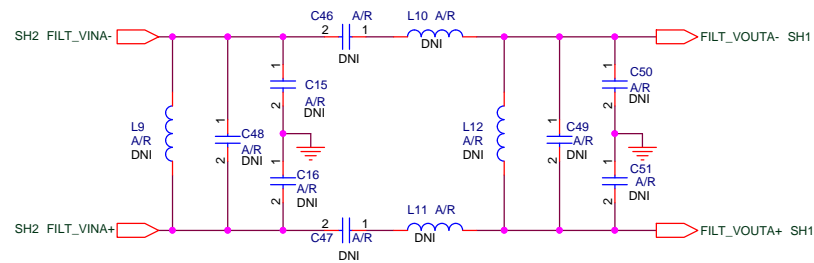 C46 A/R L10 A/R
SH2 FILT_VINA- 2 1 FILT_VOUTA- SH1
DNI DNI
1 C15 1 C50
2 A/R 2 A/R
DNI DNI
L9 1 C48 L12 1 C49
A/R 2 A/R A/R 2 A/R
DNI DNI DNI DNI
1 C16 1 C51
2 A/R 2 A/R
DNI DNI
SH2 FILT_VINA+ 2 1 L11 A/R FILT_VOUTA+ SH1
C47 A/R DNI
DNI